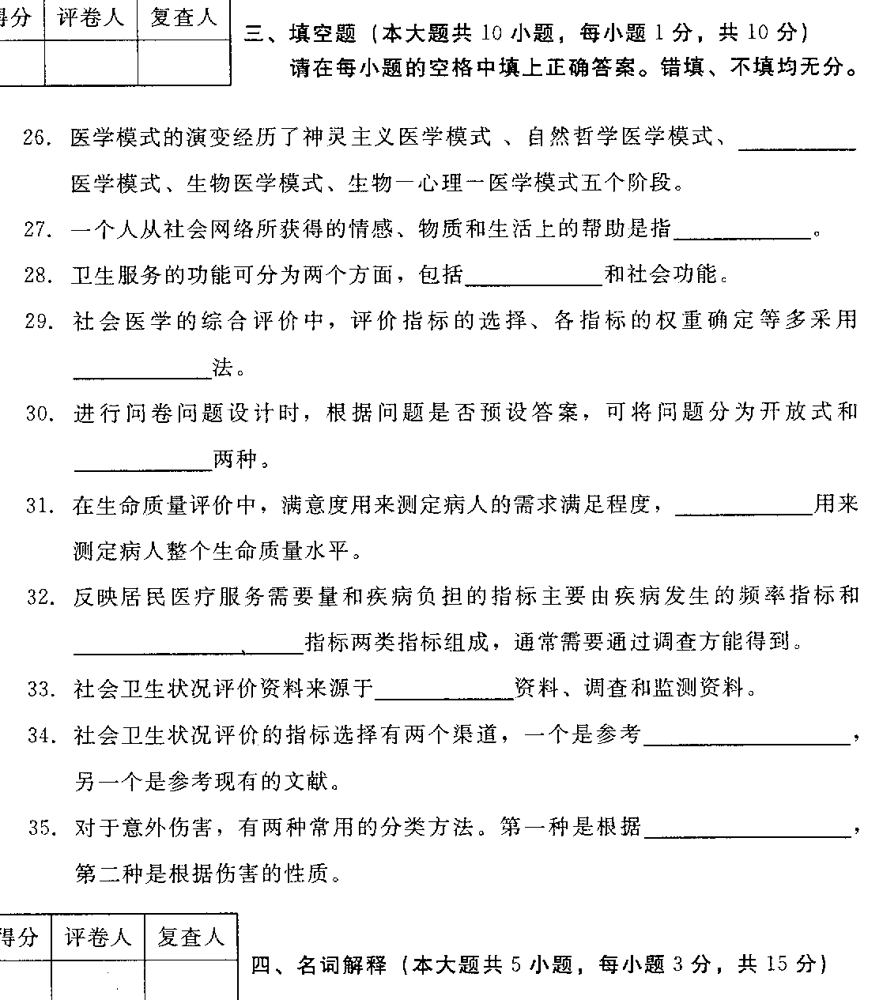 得分 评卷人 复查人
三、填空题（本大题共 10 小题，每小题 1 分，共 10 分）
请在每小题的空格中填上正确答案。错填、不填均无分。
26. 医学模式的演变经历了神灵主义医学模式 、自然哲学医学模式、__________
医学模式、生物医学模式、生物一心理一医学模式五个阶段。
27. 一个人从社会网络所获得的情感、物质和生活上的帮助是指____________。
28. 卫生服务的功能可分为两个方面，包括____________和社会功能。
29. 社会医学的综合评价中，评价指标的选择、各指标的权重确定等多采用
____________法。
30. 进行问卷问题设计时，根据问题是否预设答案，可将问题分为开放式和
____________两种。
31. 在生命质量评价中，满意度用来测定病人的需求满足程度，____________用来
测定病人整个生命质量水平。
32. 反映居民医疗服务需要量和疾病负担的指标主要由疾病发生的频率指标和
____________________指标两类指标组成，通常需要通过调查方能得到。
33. 社会卫生状况评价资料来源于____________资料、调查和监测资料。
34. 社会卫生状况评价的指标选择有两个渠道，一个是参考__________________，
另一个是参考现有的文献。
35. 对于意外伤害，有两种常用的分类方法。第一种是根据__________________，
第二种是根据伤害的性质。
得分 评卷人 复查人
四、名词解释（本大题共 5 小题，每小题 3 分，共 15 分）